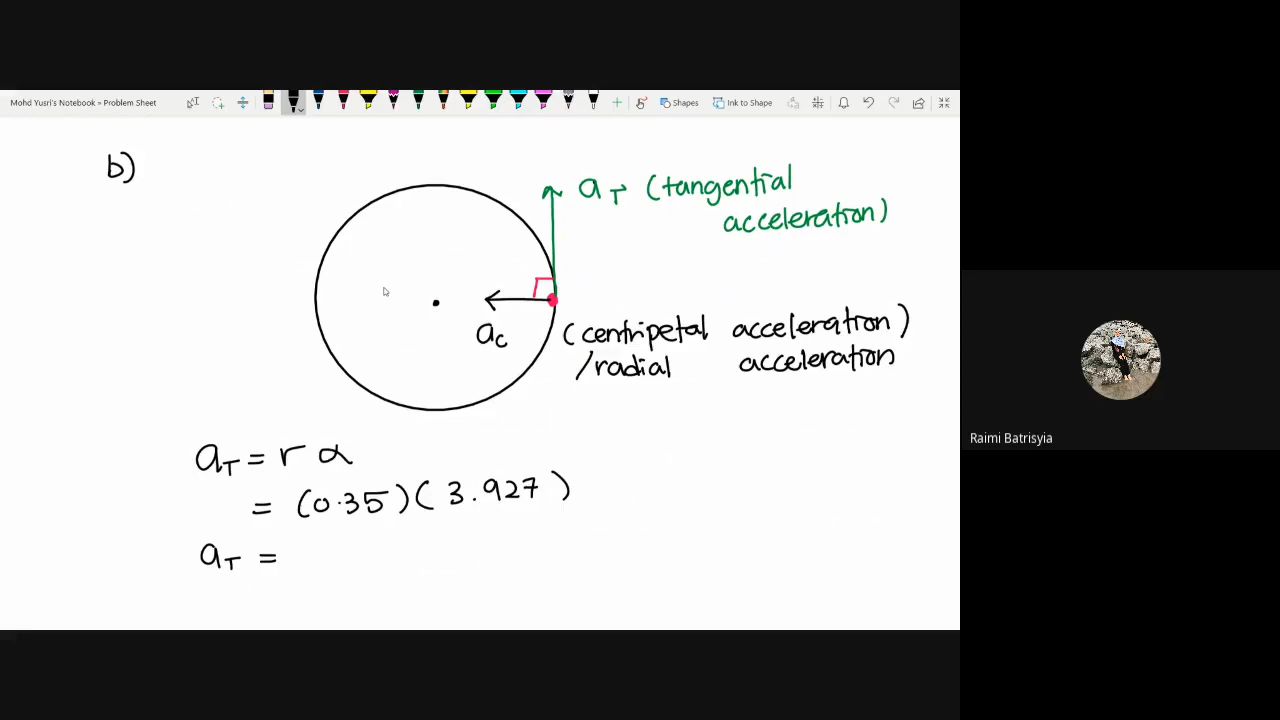 Mohd Yusri's Notebook » Problem Sheet
Shapes
Ink to Shape
b)
a_T (tangential
acceleration)
a_c
(centripetal acceleration)
/radial acceleration
a_T = r α
= (0.35)(3.927)
a_T =
Raimi Batrisyia